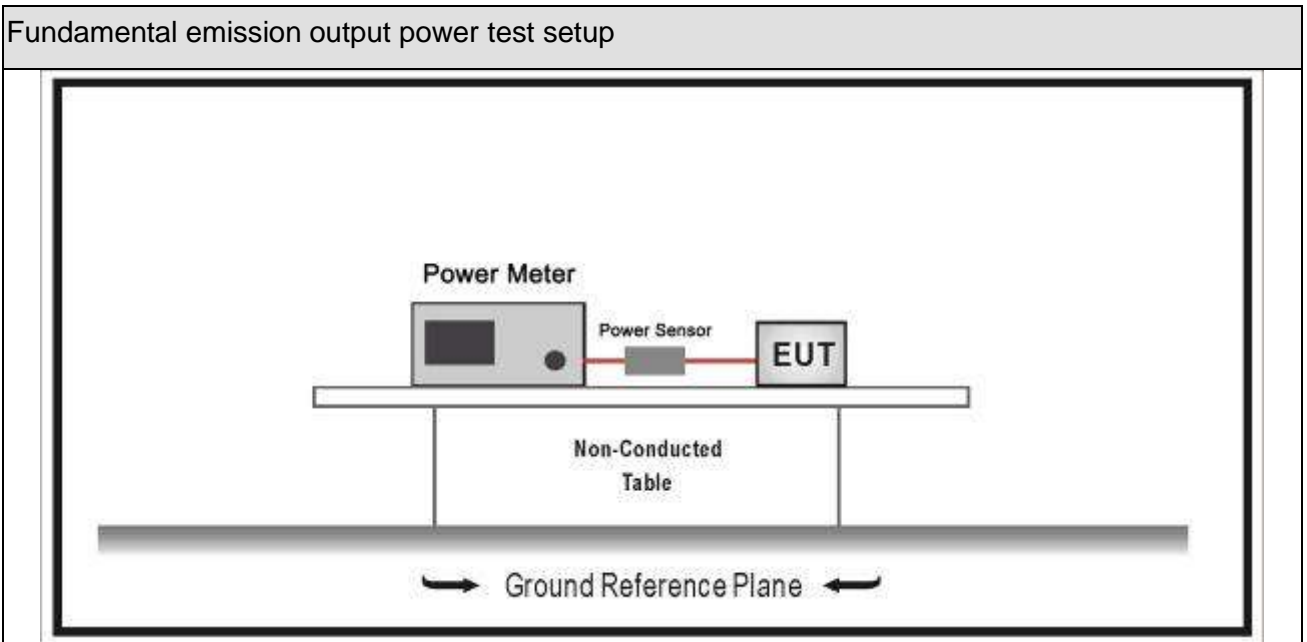 Fundamental emission output power test setup
Power Meter
Power Sensor
EUT
Non-Conducted
Table
Ground Reference Plane